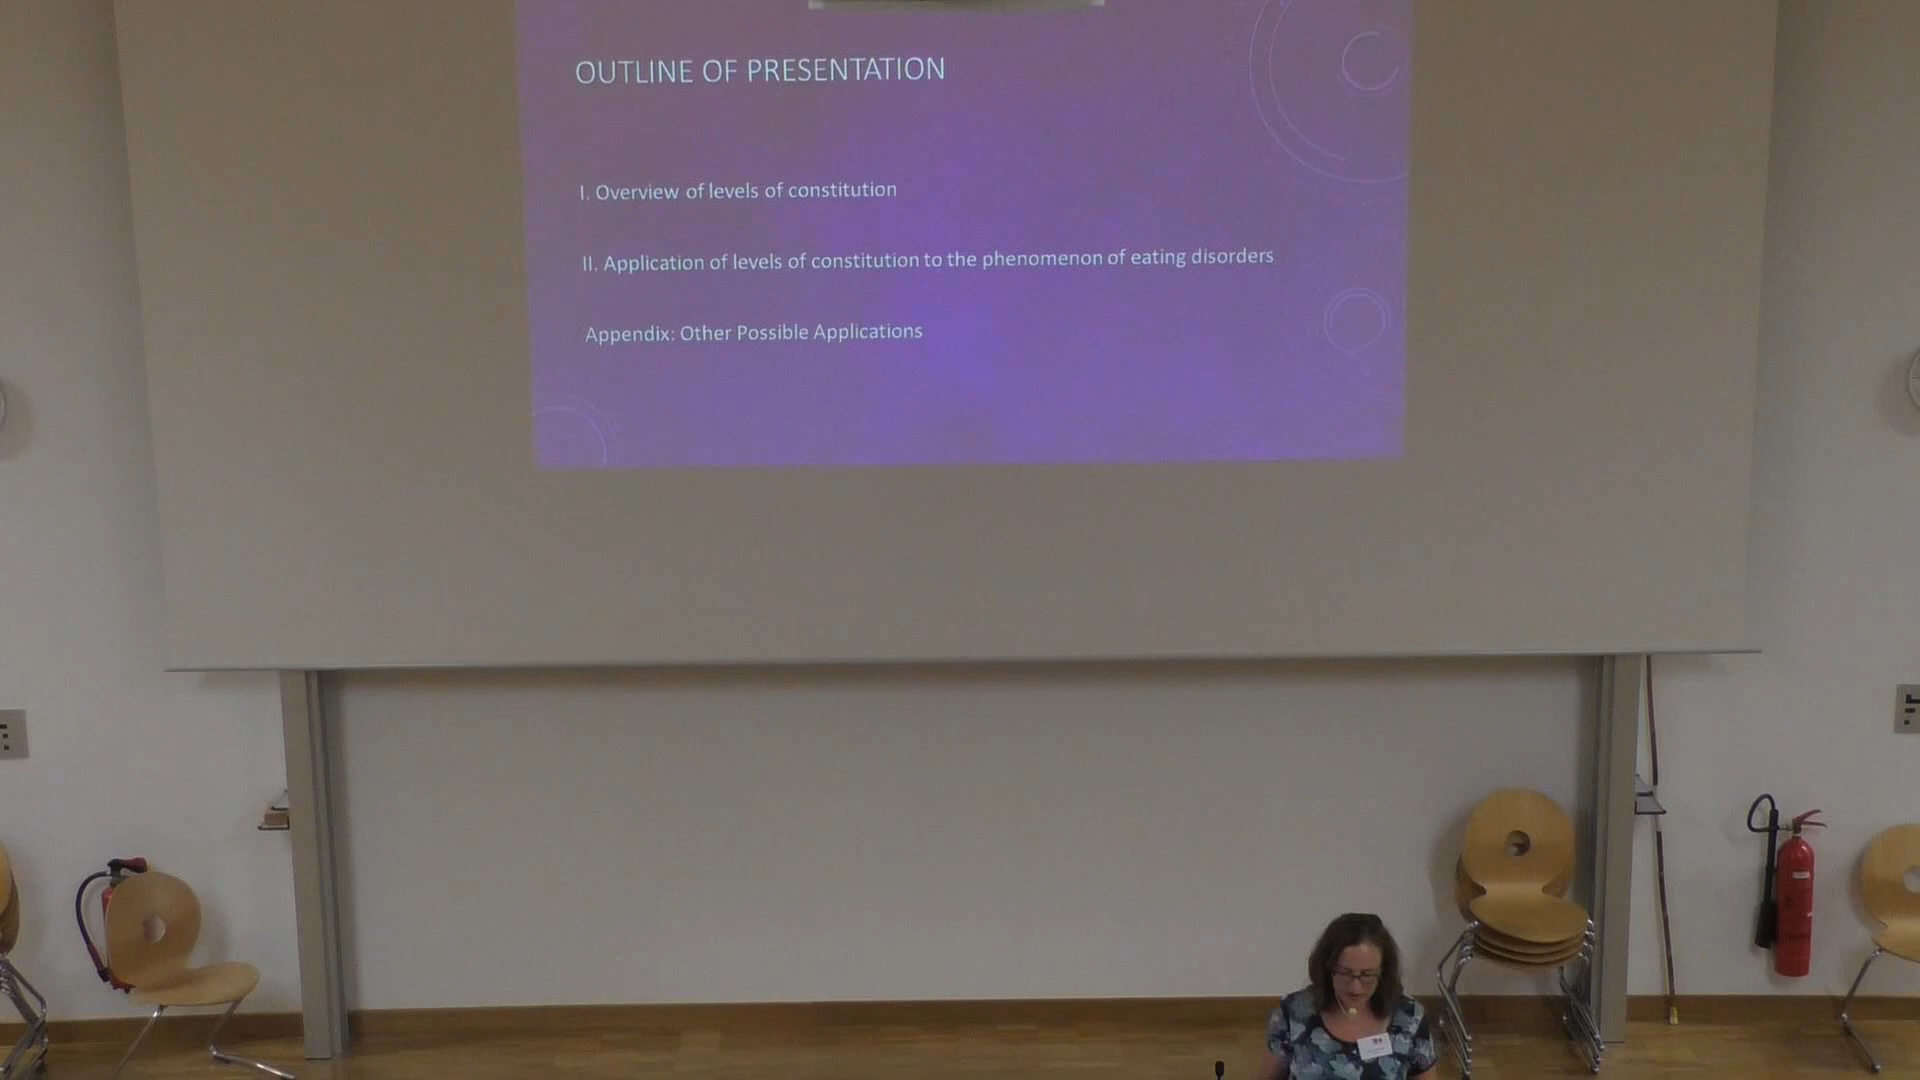 OUTLINE OF PRESENTATION
I. Overview of levels of constitution
II. Application of levels of constitution to the phenomenon of eating disorders
Appendix: Other Possible Applications